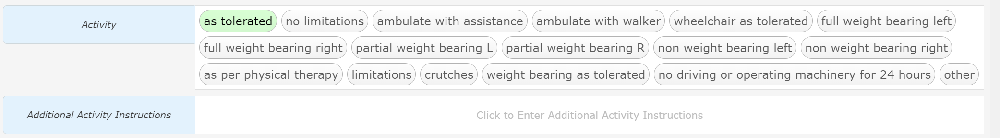 Activity
as tolerated no limitations ambulate with assistance ambulate with walker wheelchair as tolerated full weight bearing left
full weight bearing right partial weight bearing L partial weight bearing R non weight bearing left non weight bearing right
as per physical therapy limitations crutches weight bearing as tolerated no driving or operating machinery for 24 hours other
Additional Activity Instructions
Click to Enter Additional Activity Instructions